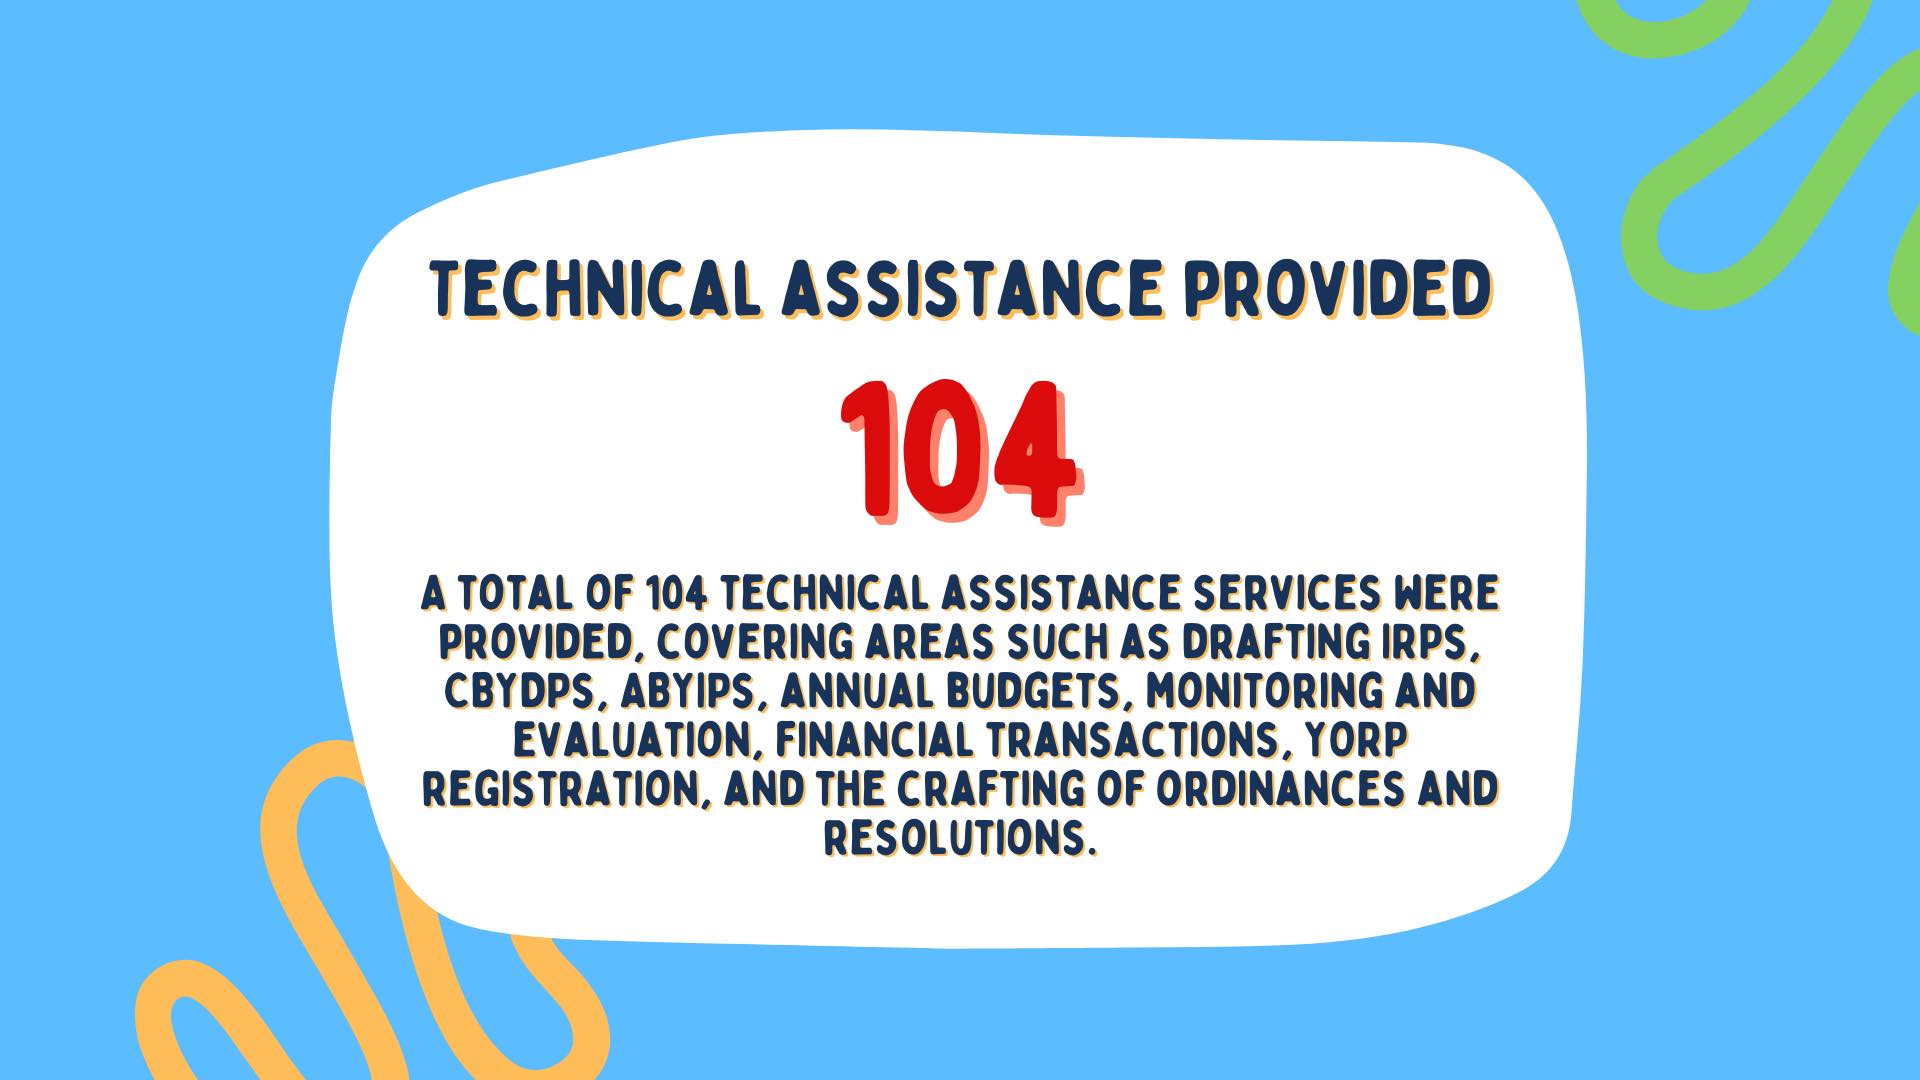 TECHNICAL ASSISTANCE PROVIDED
104
A TOTAL OF 104 TECHNICAL ASSISTANCE SERVICES WERE
PROVIDED, COVERING AREAS SUCH AS DRAFTING IRPS,
CBYDPS, ABYIPS, ANNUAL BUDGETS, MONITORING AND
EVALUATION, FINANCIAL TRANSACTIONS, YORP
REGISTRATION, AND THE CRAFTING OF ORDINANCES AND
RESOLUTIONS.